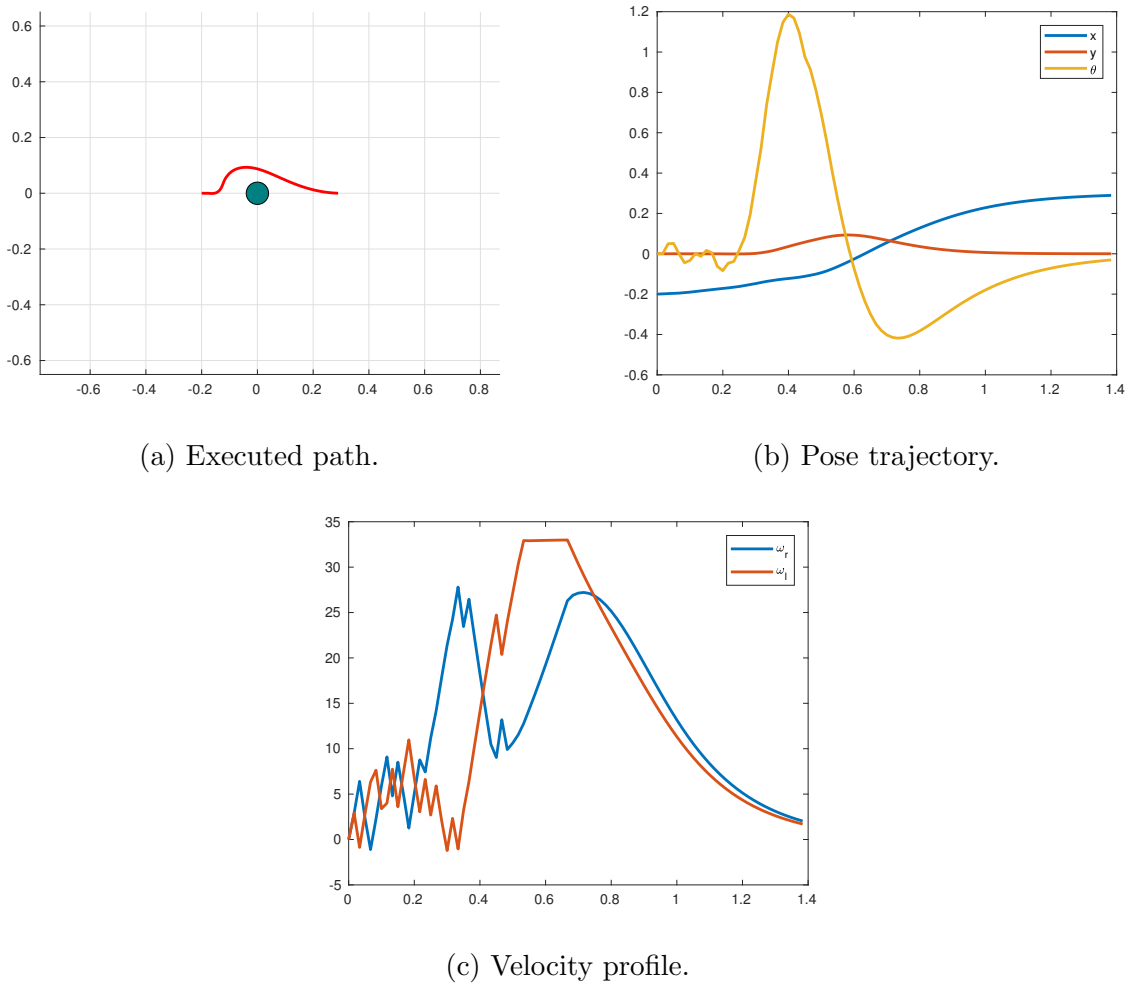 0.6
0.4
0.2
0
-0.2
-0.4
-0.6
-0.6 -0.4 -0.2 0 0.2 0.4 0.6 0.8
(a) Executed path.
1.2
1
0.8
0.6
0.4
0.2
0
-0.2
-0.4
-0.6
0 0.2 0.4 0.6 0.8 1 1.2 1.4
x
y
θ
(b) Pose trajectory.
35
30
25
20
15
10
5
0
-5
0 0.2 0.4 0.6 0.8 1 1.2 1.4
ω_r
ω_l
(c) Velocity profile.